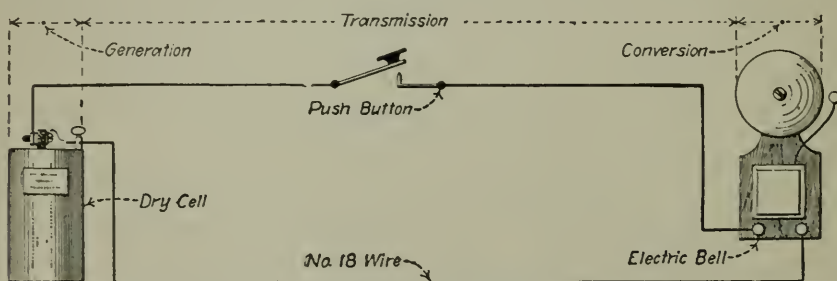 Transmission
Generation
Conversion
Push Button
Dry Cell
Electric Bell
No. 18 Wire